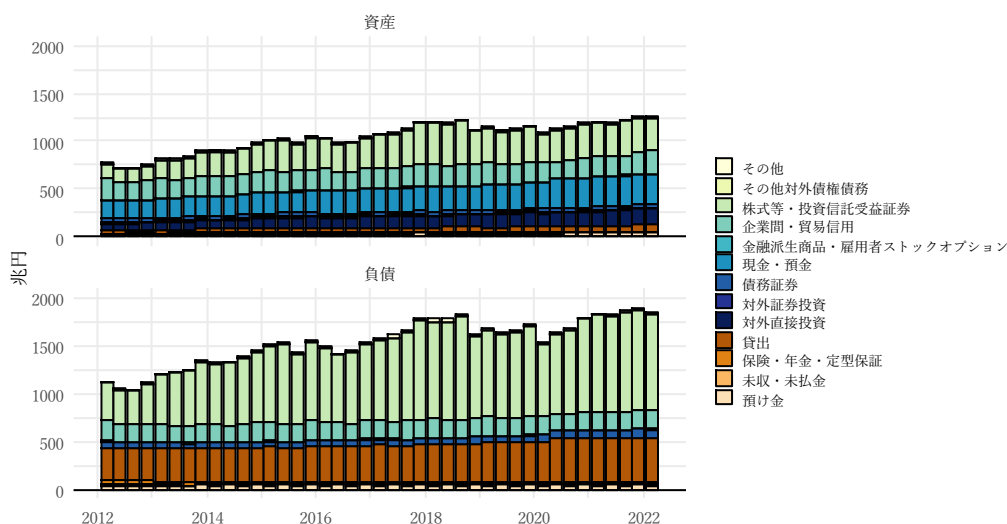 資産
2000
1500
1000
500
0
兆円
負債
2000
1500
1000
500
0
2012
2014
2016
2018
2020
2022
その他
その他対外債権債務
株式等・投資信託受益証券
企業間・貿易信用
金融派生商品・雇用者ストックオプション
現金・預金
債務証券
対外証券投資
対外直接投資
貸出
保険・年金・定型保証
未収・未払金
預け金